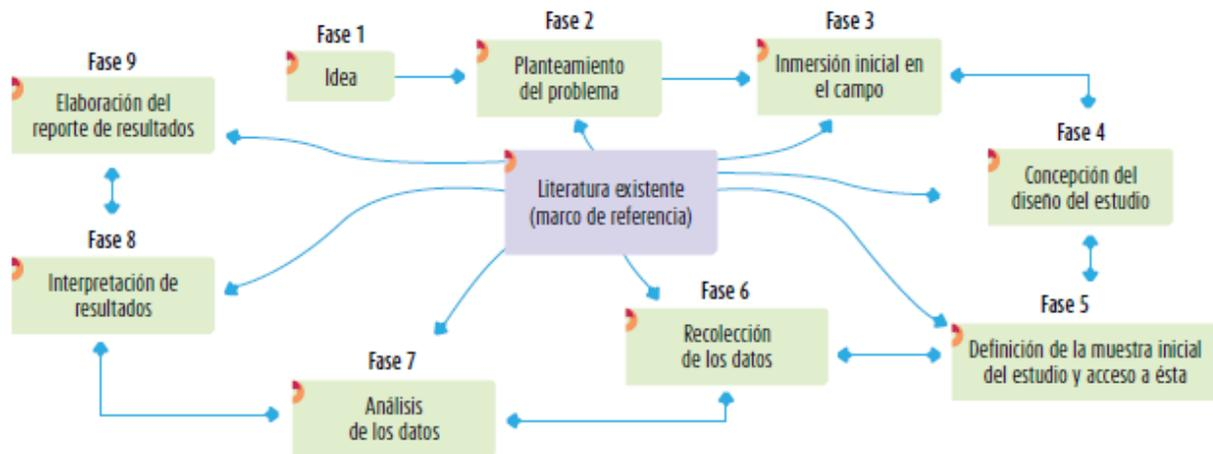 Fase 1
Idea
Fase 2
Planteamiento
del problema
Fase 3
Inmersión inicial en
el campo
Fase 4
Concepción del
diseño del estudio
Fase 5
Definición de la muestra inicial
del estudio y acceso a ésta
Fase 6
Recolección
de los datos
Fase 7
Análisis
de los datos
Fase 8
Interpretación de
resultados
Fase 9
Elaboración del
reporte de resultados
Literatura existente
(marco de referencia)